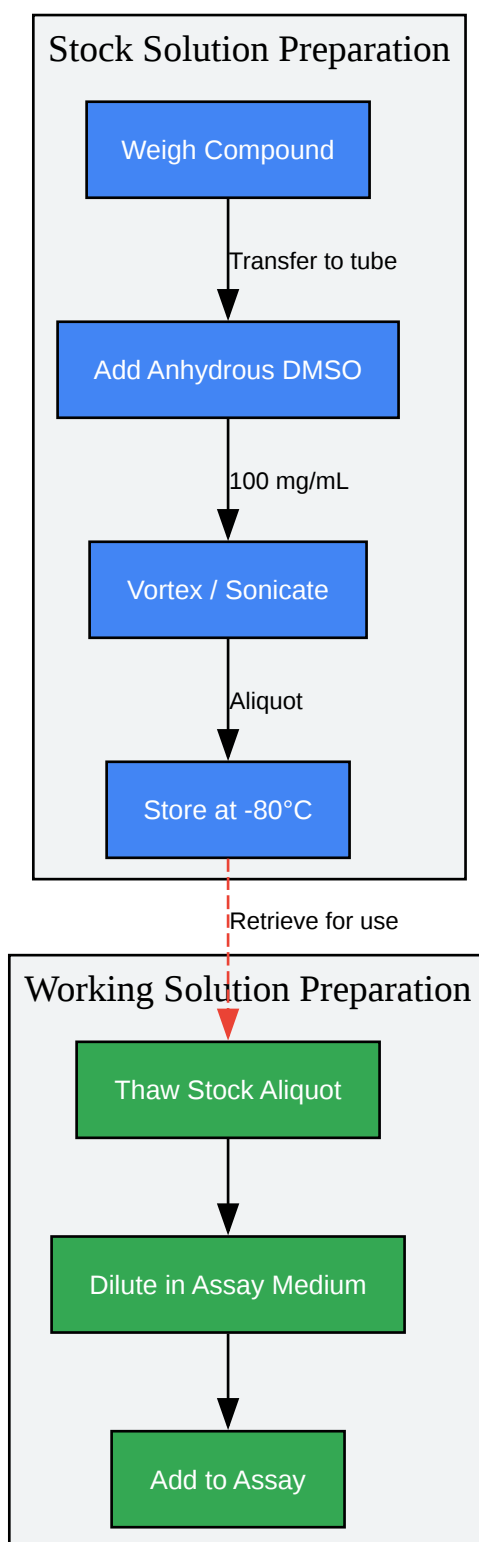 Stock Solution Preparation
Weigh Compound
Transfer to tube
Add Anhydrous DMSO
100 mg/mL
Vortex / Sonicate
Aliquot
Store at -80°C
Retrieve for use
Working Solution Preparation
Thaw Stock Aliquot
Dilute in Assay Medium
Add to Assay